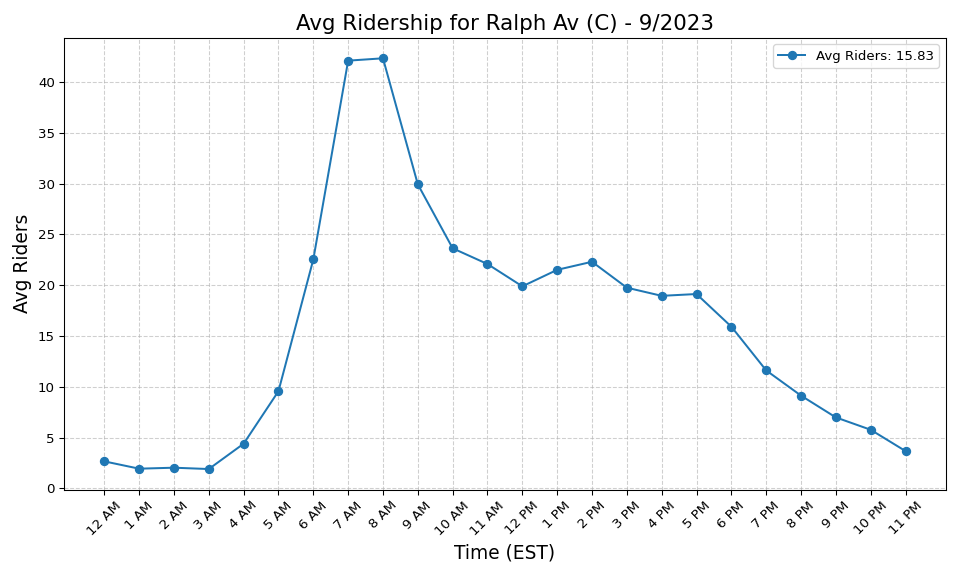 Avg Ridership for Ralph Av (C) - 9/2023
Avg Riders: 15.83
Avg Riders
40
35
30
25
20
15
10
5
0
12 AM
1 AM
2 AM
3 AM
4 AM
5 AM
6 AM
7 AM
8 AM
9 AM
10 AM
11 AM
12 PM
1 PM
2 PM
3 PM
4 PM
5 PM
6 PM
7 PM
8 PM
9 PM
10 PM
11 PM
Time (EST)